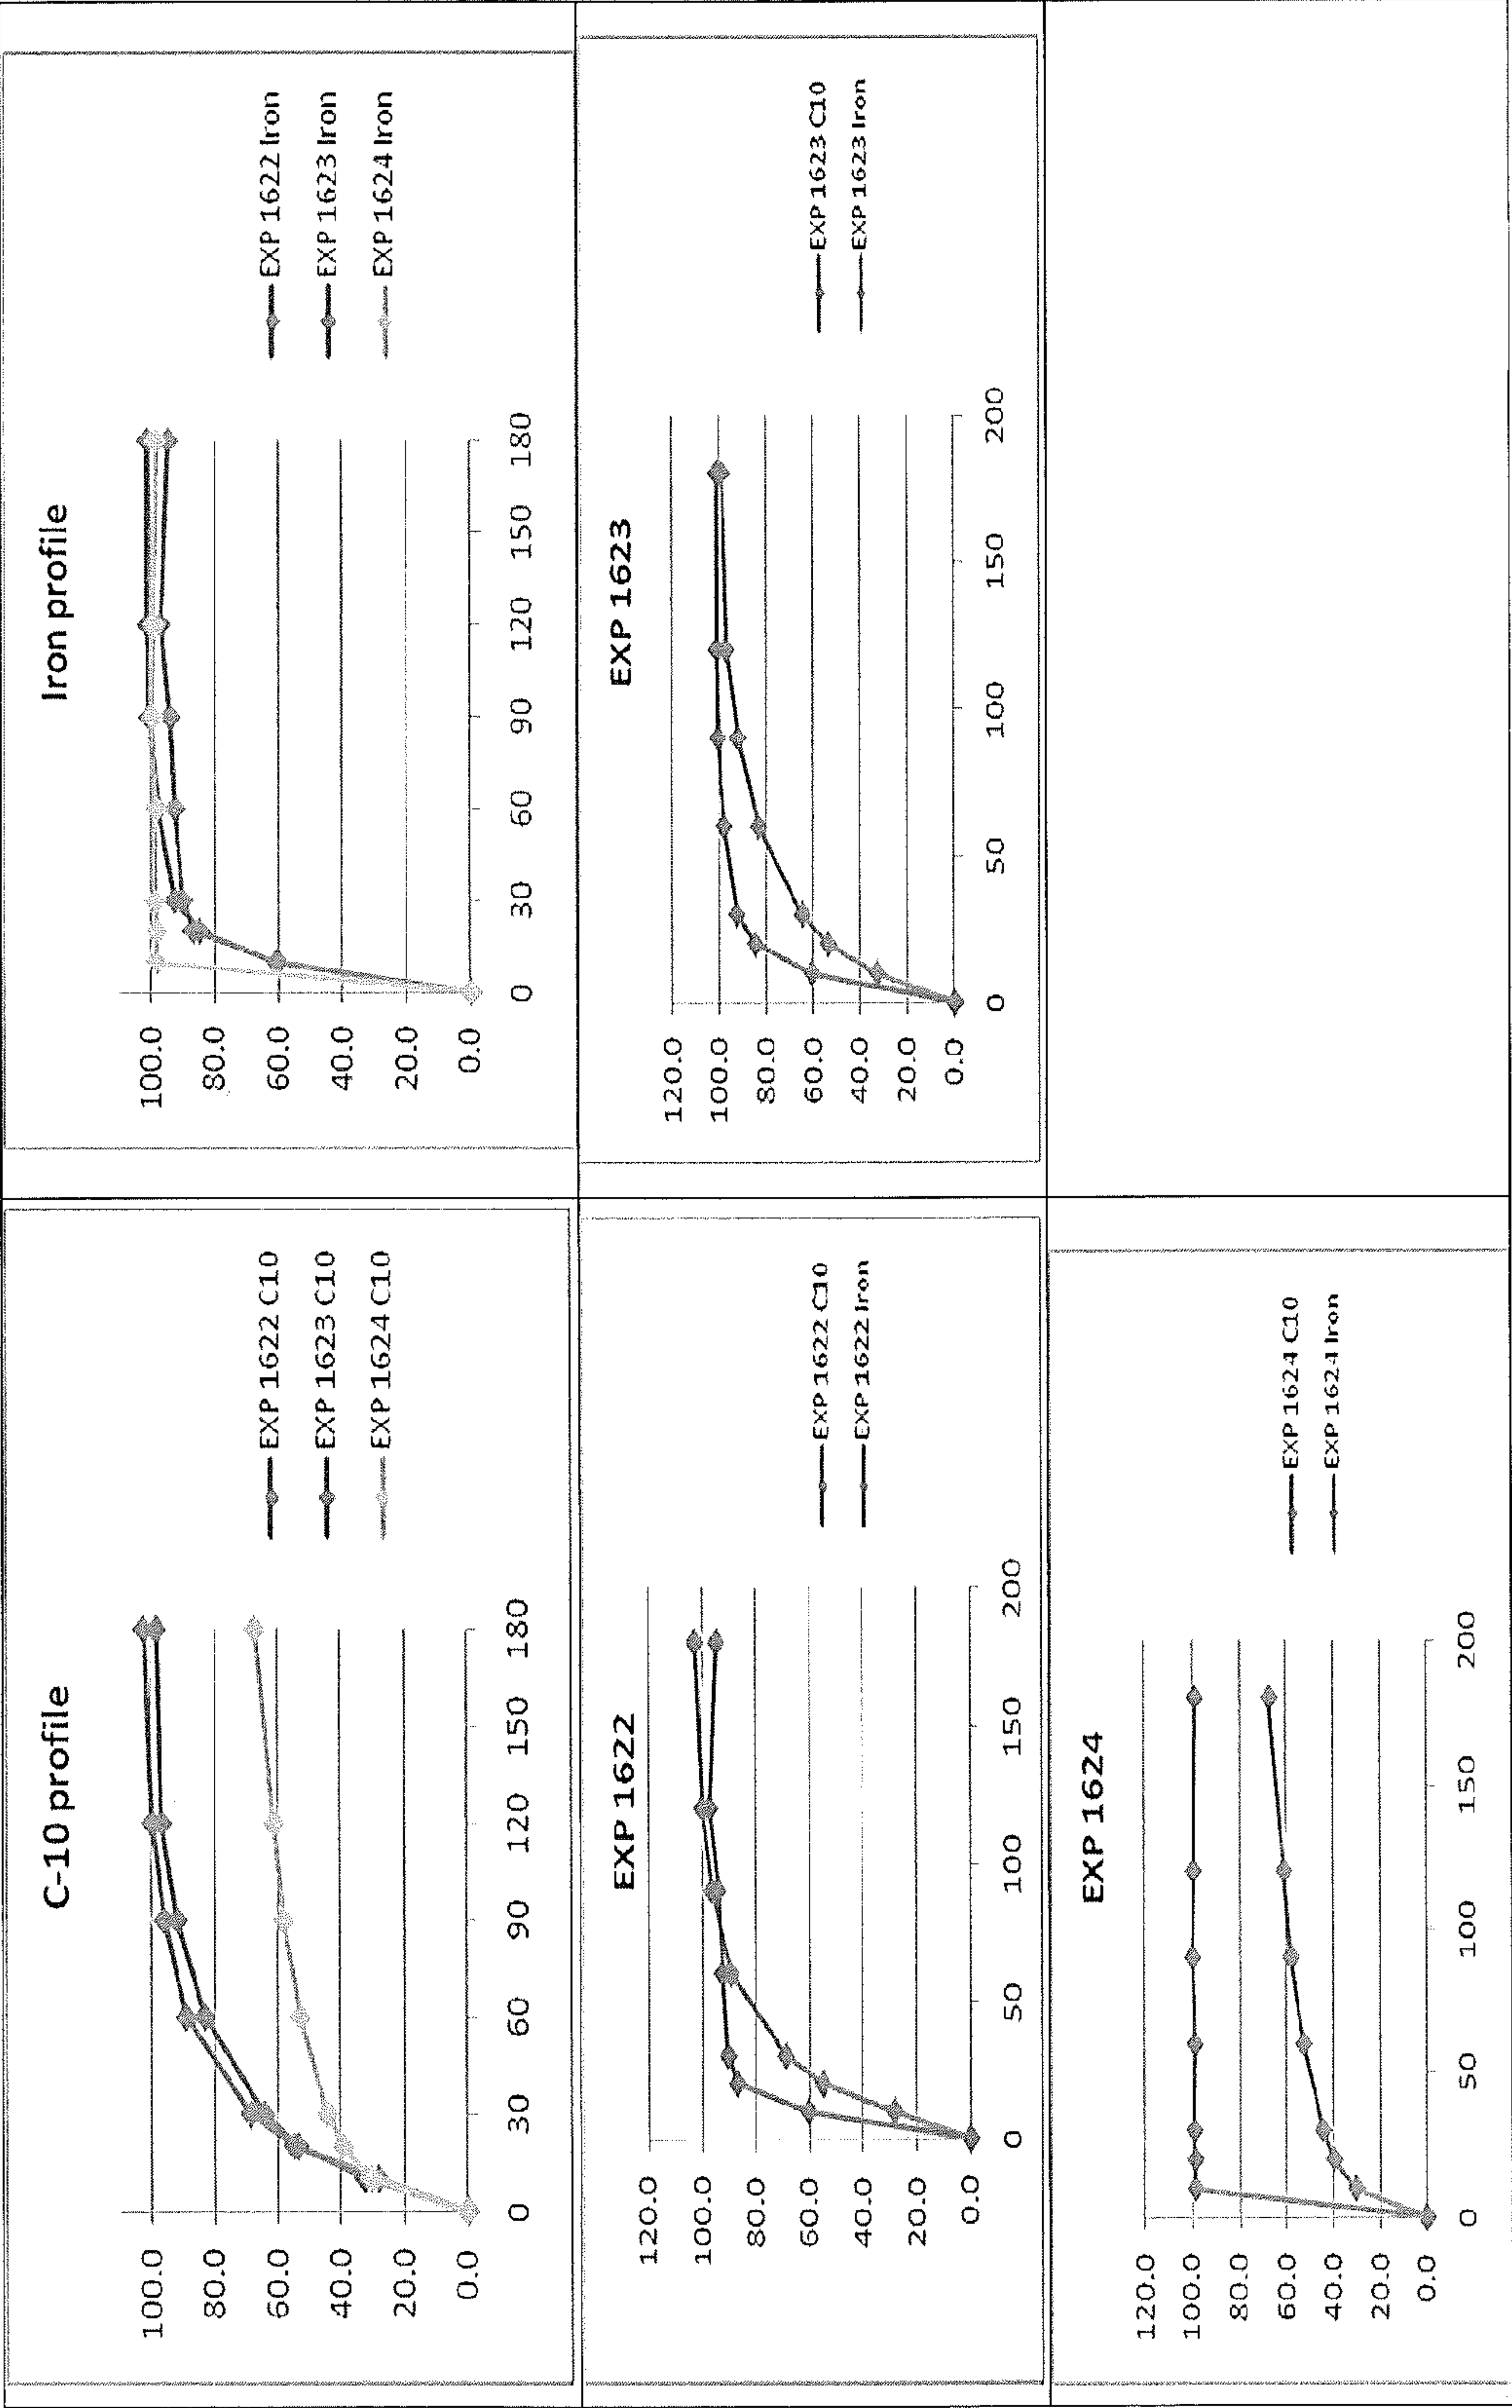 C-10 profile
100.0
80.0
60.0
40.0
20.0
0.0
0 30 60 90 120 150 180
EXP 1622 C10
EXP 1623 C10
EXP 1624 C10
Iron profile
100.0
80.0
60.0
40.0
20.0
0.0
0 30 60 90 120 150 180
EXP 1622 Iron
EXP 1623 Iron
EXP 1624 Iron
EXP 1622
120.0
100.0
80.0
60.0
40.0
20.0
0.0
0 50 100 150 200
EXP 1622 C10
EXP 1622 Iron
EXP 1623
120.0
100.0
80.0
60.0
40.0
20.0
0.0
0 50 100 150 200
EXP 1623 C10
EXP 1623 Iron
EXP 1624
120.0
100.0
80.0
60.0
40.0
20.0
0.0
0 50 100 150 200
EXP 1624 C10
EXP 1624 Iron